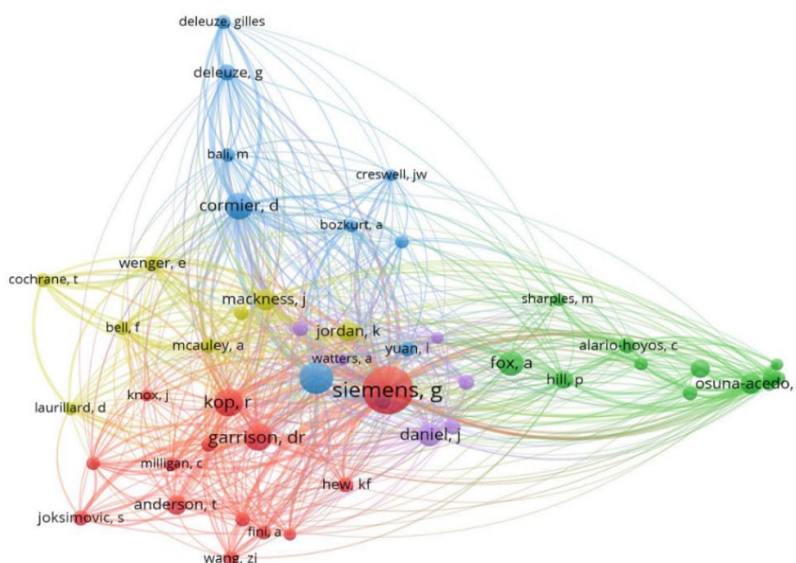 deleuze, gilles
deleuze, g
bali, m
creswell, jw
cormier, d
bozkurt, a
wenger, e
cochrane, t
mackness, j
sharples, m
bell, f
jordan, k
mcauley, a
yuan, l
alario-hoyos, c
watters, a
fox, a
hill, p
osuna-acedo,
siemens, g
knox, j
kop, r
laurillard, d
garrison, dr
daniel, j
milligan, c
hew, kf
anderson, t
joksimovic, s
fini, a
wang, zj